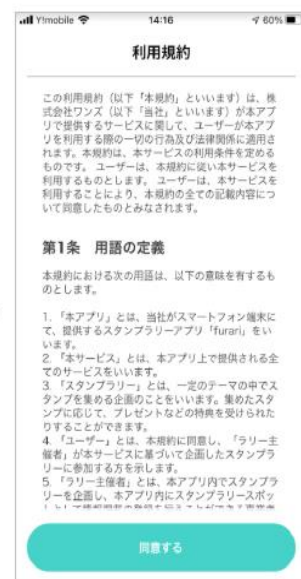 Y!mobile 14:16 60%
利用規約
この利用規約（以下「本規約」といいます）は、株
式会社ワンズ（以下「当社」といいます）が本アプ
リで提供するサービスに関して、ユーザーが本アプ
リを利用する際の一切の行為及び法律関係に適用さ
れます。本規約は、本サービスの利用条件を定める
ものです。 ユーザーは、本規約に従い本サービスを
利用するものとします。 ユーザーは、本サービスを
利用することにより、本規約の全ての記載内容につ
いて同意したものとみなされます。
第1条　用語の定義
本規約における次の用語は、以下の意味を有するも
のとします。
1. 「本アプリ」とは、当社がスマートフォン端末に
て、提供するスタンプラリーアプリ「furari」をい
います。
2. 「本サービス」とは、本アプリ上で提供される全
てのサービスをいいます。
3. 「スタンプラリー」とは、一定のテーマの中でス
タンプを集める企画のことをいいます。集めたスタ
ンプに応じて、プレゼントなどの特典を受けられた
りすることができます。
4. 「ユーザー」とは、本規約に同意し、「ラリー主
催者」が本サービスに基づいて企画したスタンプラ
リーに参加する方を示します。
5. 「ラリー主催者」とは、本アプリ内でスタンプラ
リーを企画し、本アプリ内にスタンプラリースポッ
同意する